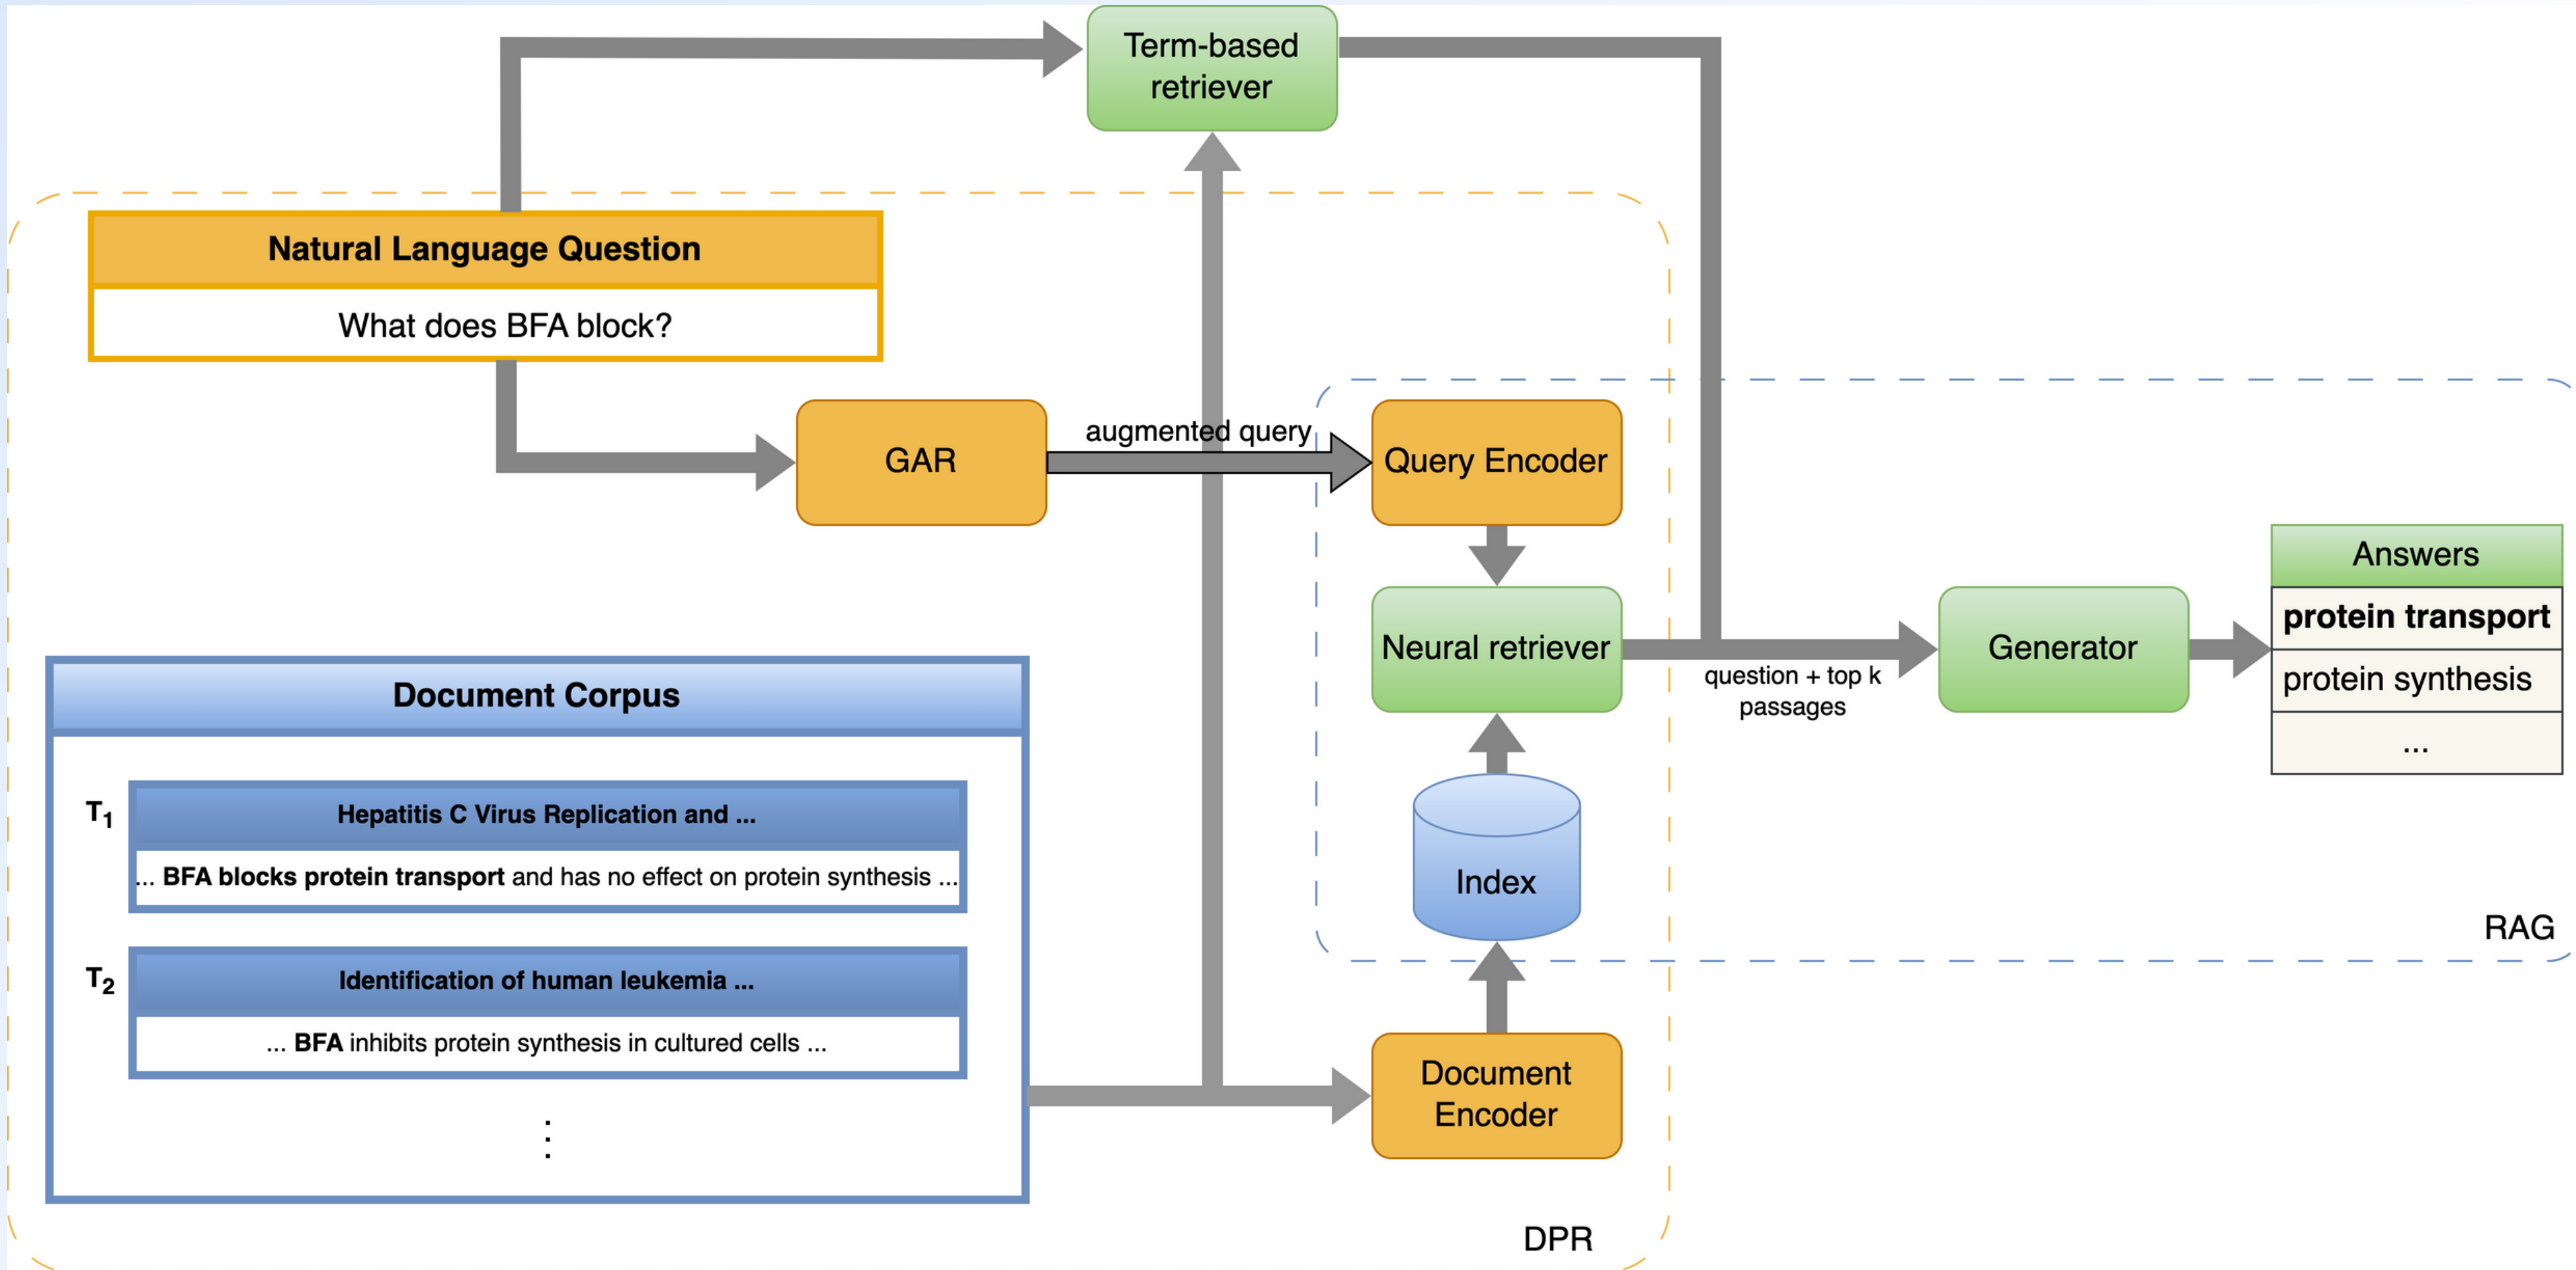 Term-based
retriever
Natural Language Question
What does BFA block?
GAR
augmented query
Query Encoder
Neural retriever
question + top k
passages
Generator
Answers
protein transport
protein synthesis
...
Document Corpus
T1
Hepatitis C Virus Replication and ...
... BFA blocks protein transport and has no effect on protein synthesis ...
T2
Identification of human leukemia ...
... BFA inhibits protein synthesis in cultured cells ...
⋮
Index
RAG
Document
Encoder
DPR